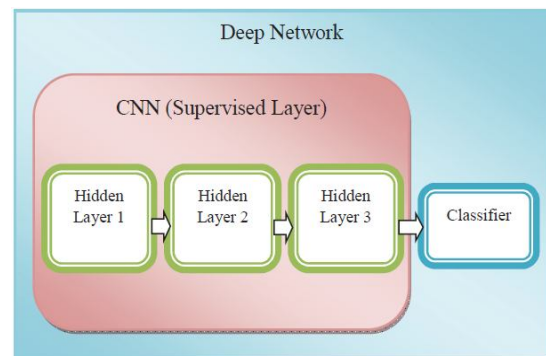 Deep Network
CNN (Supervised Layer)
Hidden
Layer 1
Hidden
Layer 2
Hidden
Layer 3
Classifier